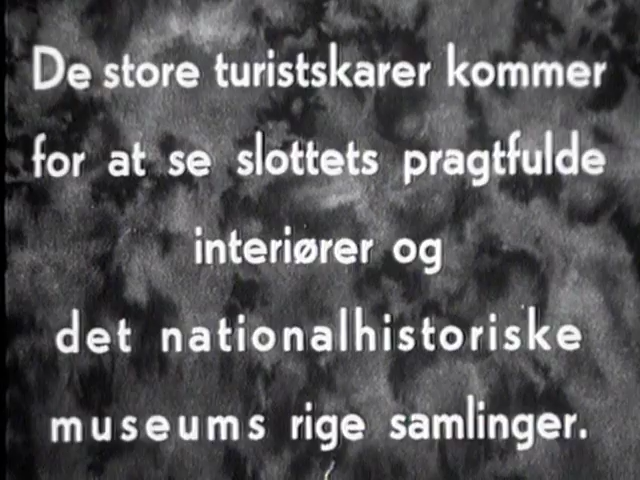 De store turistskarer kommer
for at se slottets pragtfulde
interiører og
det nationalhistoriske
museums rige samlinger.